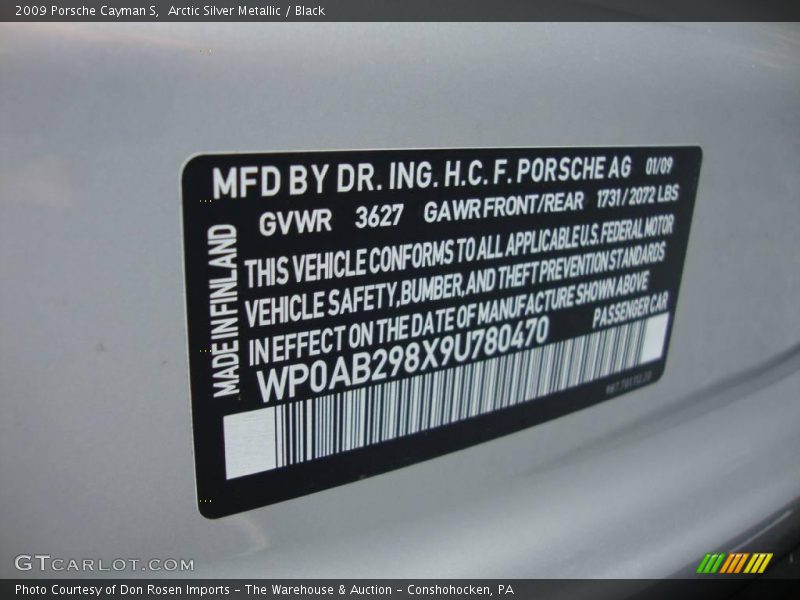 2009 Porsche Cayman S,  Arctic Silver Metallic / Black
MFD BY DR. ING. H.C. F. PORSCHE AG 01/09
GVWR 3627 GAWR FRONT/REAR 1731 / 2072 LBS
THIS VEHICLE CONFORMS TO ALL APPLICABLE U.S. FEDERAL MOTOR
VEHICLE SAFETY, BUMBER, AND THEFT PREVENTION STANDARDS
IN EFFECT ON THE DATE OF MANUFACTURE SHOWN ABOVE
WP0AB298X9U780470 PASSENGER CAR
MADE IN FINLAND
GTCARLOT.COM
Photo Courtesy of Don Rosen Imports - The Warehouse & Auction - Conshohocken, PA